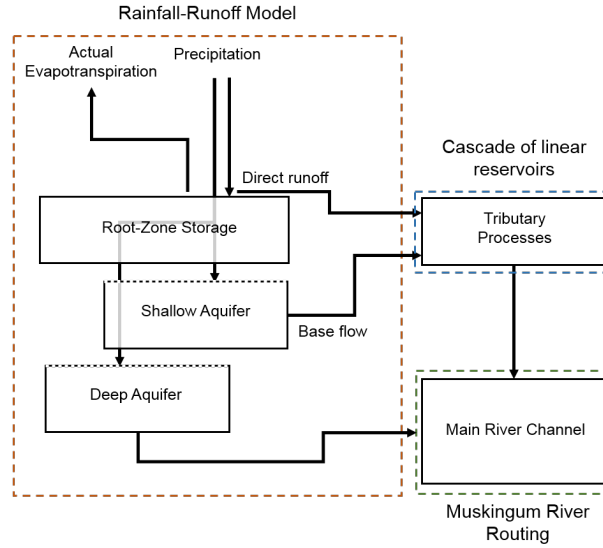 Rainfall-Runoff Model
Actual
Evapotranspiration
Precipitation
Direct runoff
Cascade of linear
reservoirs
Root-Zone Storage
Tributary
Processes
Shallow Aquifer
Base flow
Deep Aquifer
Main River Channel
Muskingum River
Routing